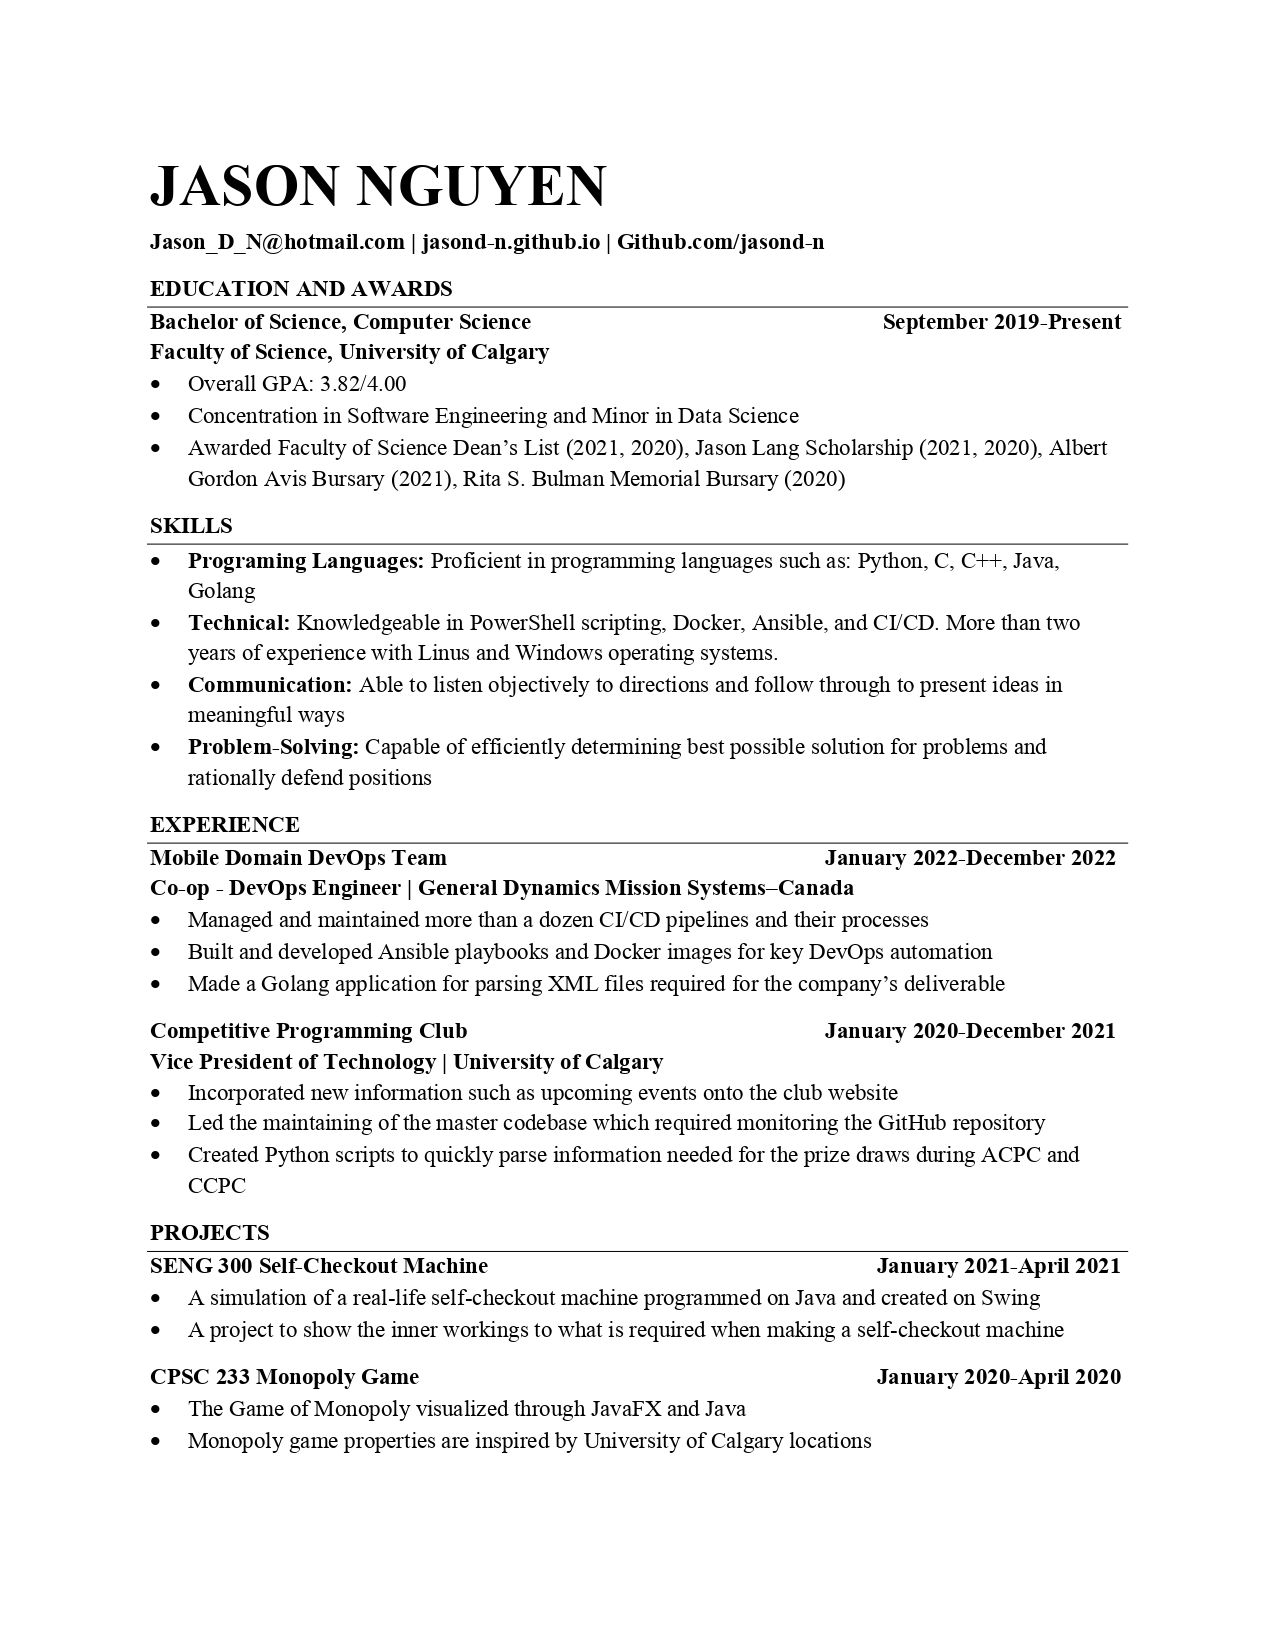 JASON NGUYEN
Jason_D_N@hotmail.com | jasond-n.github.io | Github.com/jasond-n
EDUCATION AND AWARDS
Bachelor of Science, Computer Science September 2019-Present
Faculty of Science, University of Calgary
• Overall GPA: 3.82/4.00
• Concentration in Software Engineering and Minor in Data Science
• Awarded Faculty of Science Dean’s List (2021, 2020), Jason Lang Scholarship (2021, 2020), Albert
Gordon Avis Bursary (2021), Rita S. Bulman Memorial Bursary (2020)
SKILLS
• Programing Languages: Proficient in programming languages such as: Python, C, C++, Java,
Golang
• Technical: Knowledgeable in PowerShell scripting, Docker, Ansible, and CI/CD. More than two
years of experience with Linus and Windows operating systems.
• Communication: Able to listen objectively to directions and follow through to present ideas in
meaningful ways
• Problem-Solving: Capable of efficiently determining best possible solution for problems and
rationally defend positions
EXPERIENCE
Mobile Domain DevOps Team January 2022-December 2022
Co-op - DevOps Engineer | General Dynamics Mission Systems–Canada
• Managed and maintained more than a dozen CI/CD pipelines and their processes
• Built and developed Ansible playbooks and Docker images for key DevOps automation
• Made a Golang application for parsing XML files required for the company’s deliverable
Competitive Programming Club January 2020-December 2021
Vice President of Technology | University of Calgary
• Incorporated new information such as upcoming events onto the club website
• Led the maintaining of the master codebase which required monitoring the GitHub repository
• Created Python scripts to quickly parse information needed for the prize draws during ACPC and
CCPC
PROJECTS
SENG 300 Self-Checkout Machine January 2021-April 2021
• A simulation of a real-life self-checkout machine programmed on Java and created on Swing
• A project to show the inner workings to what is required when making a self-checkout machine
CPSC 233 Monopoly Game January 2020-April 2020
• The Game of Monopoly visualized through JavaFX and Java
• Monopoly game properties are inspired by University of Calgary locations